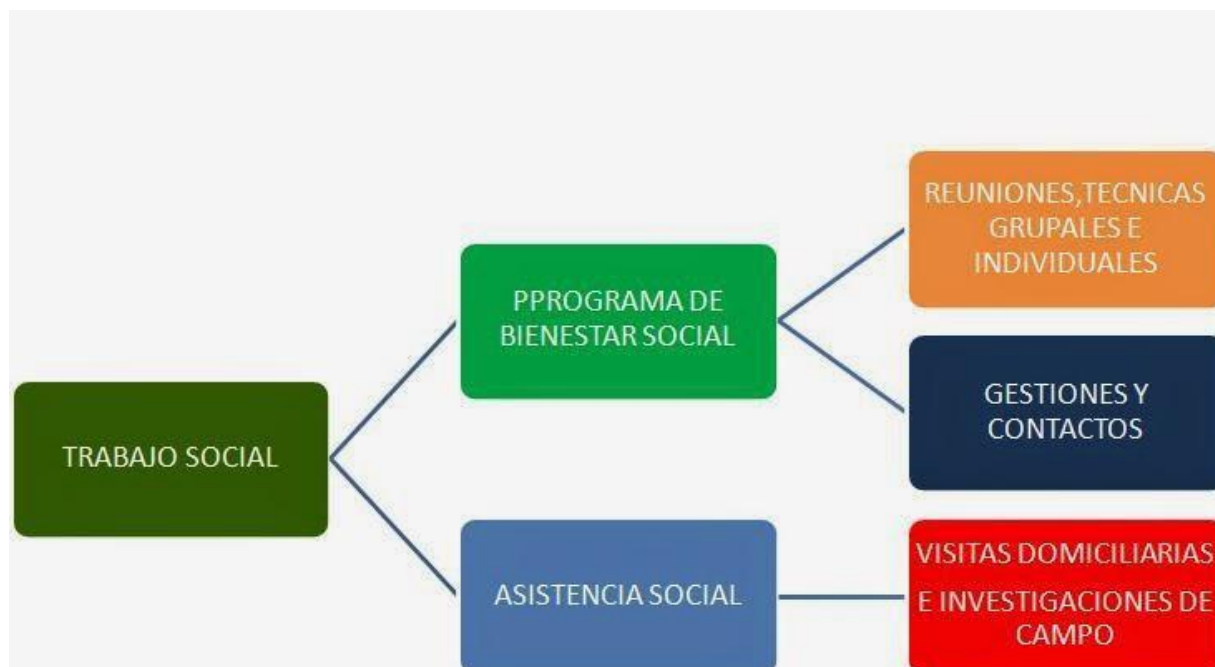 REUNIONES,TECNICAS
GRUPALES E
INDIVIDUALES
PPROGRAMA DE
BIENESTAR SOCIAL
GESTIONES Y
CONTACTOS
TRABAJO SOCIAL
ASISTENCIA SOCIAL
VISITAS DOMICILIARIAS
E INVESTIGACIONES DE
CAMPO